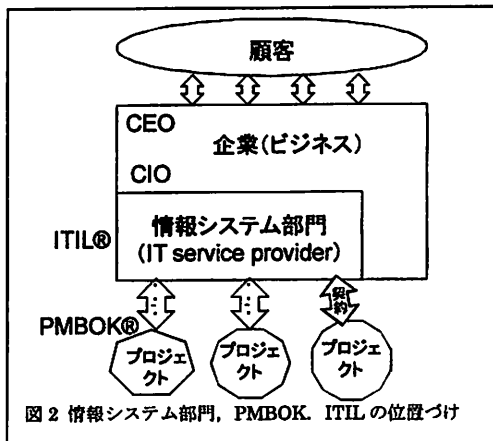 顧客
CEO
企業(ビジネス)
CIO
情報システム部門
ITIL®
(IT service provider)
契約
PMBOK®
プロジェ
クト
プロジェ
クト
プロジェ
クト
図2 情報システム部門，PMBOK．ITILの位置づけ